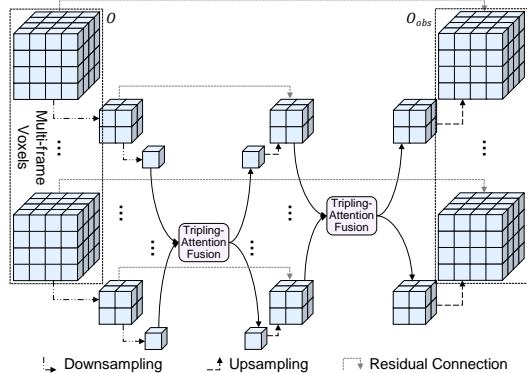 O
O_obs
Multi-frame
Voxels
...
...
...
...
...
...
Tripling-
Attention
Fusion
Tripling-
Attention
Fusion
Downsampling
Upsampling
Residual Connection